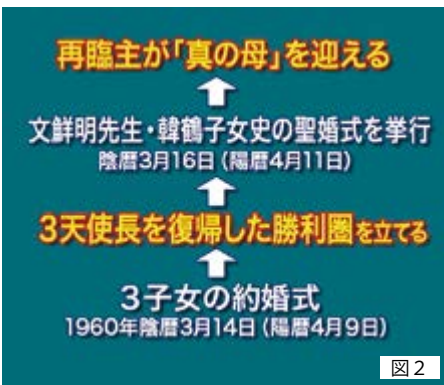 再臨主が「真の母」を迎える
文鮮明先生・韓鶴子女史の聖婚式を挙行
陰暦3月16日（陽暦4月11日）
3天使長を復帰した勝利圏を立てる
3子女の約婚式
1960年陰暦3月14日（陽暦4月9日）
図2